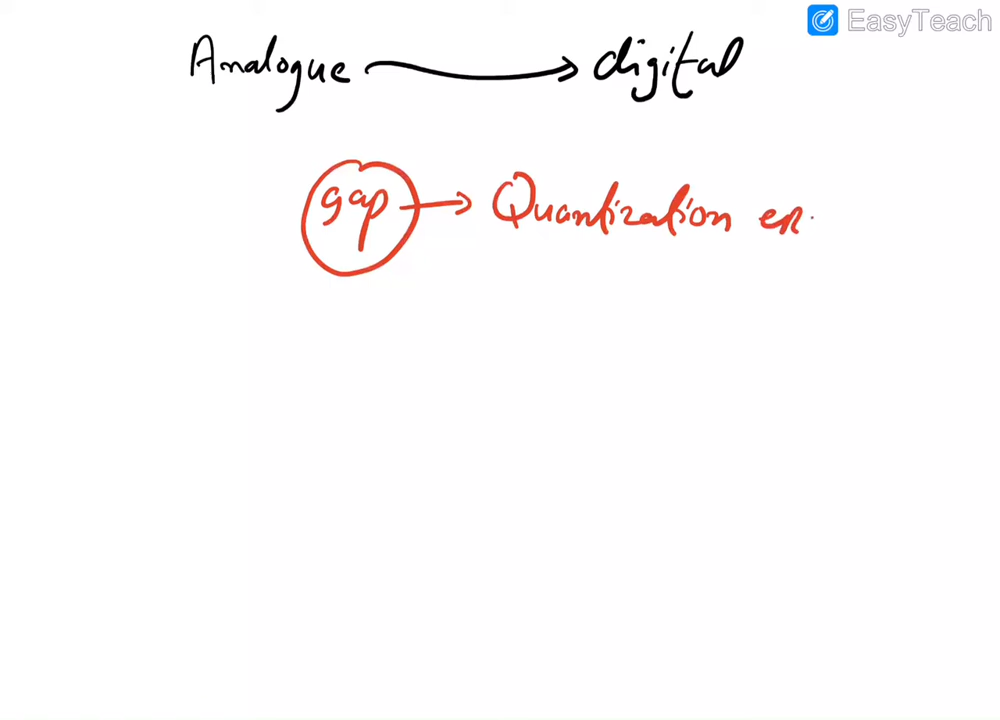 EasyTeach
Analogue → digital
gap → Quantization er